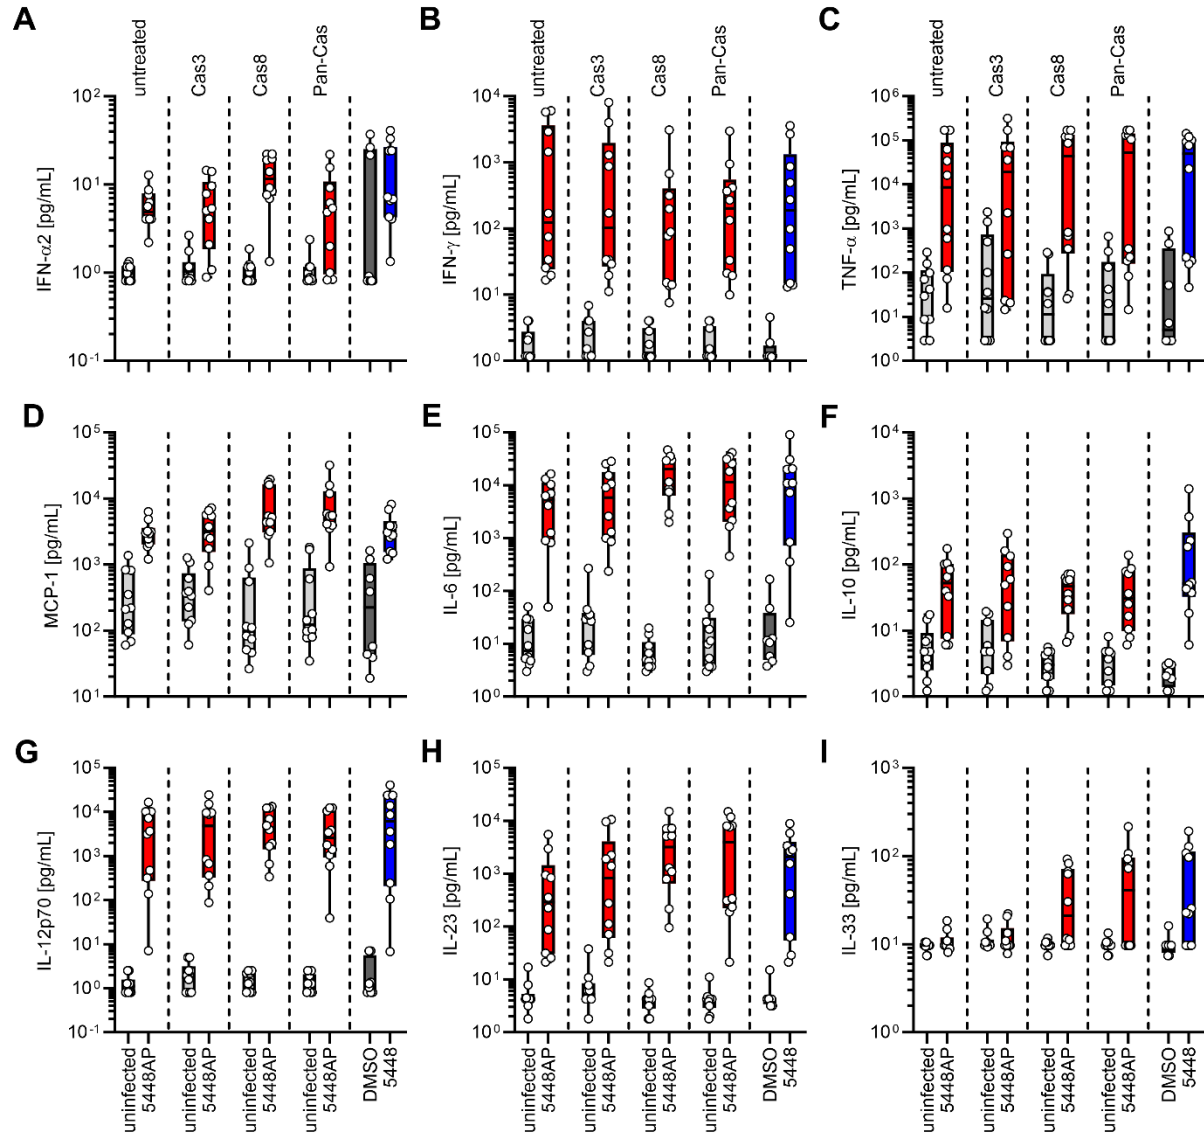 A
B
C
untreated
Cas3
Cas8
Pan-Cas
untreated
Cas3
Cas8
Pan-Cas
untreated
Cas3
Cas8
Pan-Cas
IFN-α2 [pg/mL]
10²
10¹
10⁰
10⁻¹
IFN-γ [pg/mL]
10⁴
10³
10²
10¹
10⁰
TNF-α [pg/mL]
10⁶
10⁵
10⁴
10³
10²
10¹
10⁰
D
E
F
MCP-1 [pg/mL]
10⁵
10⁴
10³
10²
10¹
IL-6 [pg/mL]
10⁵
10⁴
10³
10²
10¹
10⁰
IL-10 [pg/mL]
10⁴
10³
10²
10¹
10⁰
G
H
I
IL-12p70 [pg/mL]
10⁵
10⁴
10³
10²
10¹
10⁰
10⁻¹
IL-23 [pg/mL]
10⁵
10⁴
10³
10²
10¹
10⁰
IL-33 [pg/mL]
10³
10²
10¹
10⁰
uninfected
5448AP
uninfected
5448AP
uninfected
5448AP
uninfected
5448AP
DMSO
5448
uninfected
5448AP
uninfected
5448AP
uninfected
5448AP
uninfected
5448AP
DMSO
5448
uninfected
5448AP
uninfected
5448AP
uninfected
5448AP
uninfected
5448AP
DMSO
5448